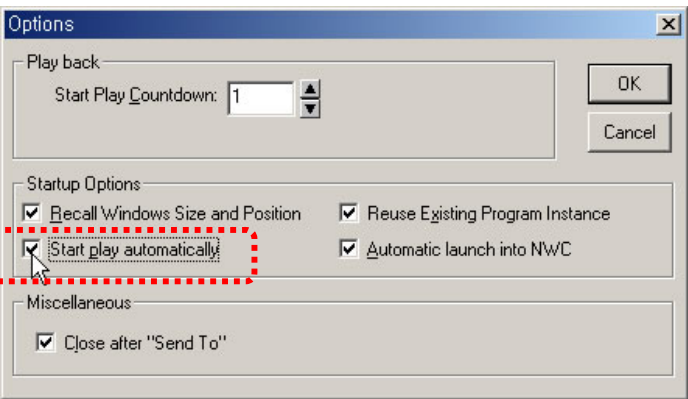 Options
Play back
Start Play Countdown: 1
OK
Cancel
Startup Options
Recall Windows Size and Position
Reuse Existing Program Instance
Start play automatically
Automatic launch into NWC
Miscellaneous
Close after "Send To"